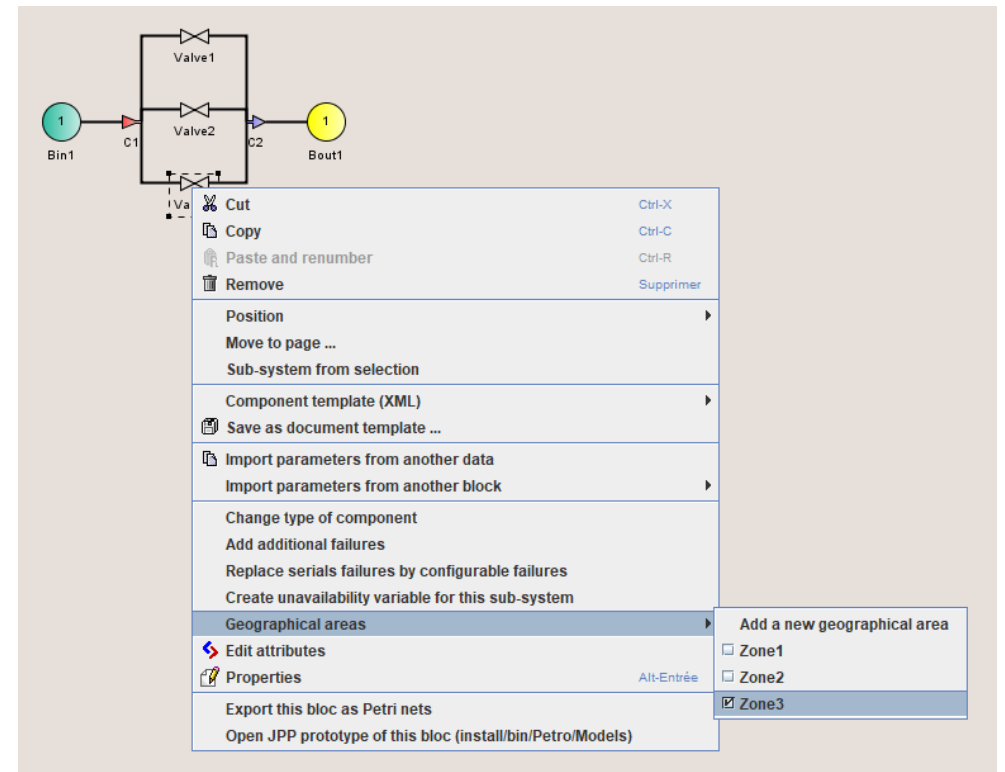 Valve1
1
Valve2
1
C1
C2
Bin1
Bout1
Va
Cut Ctrl-X
Copy Ctrl-C
Paste and renumber Ctrl-R
Remove Supprimer
Position
Move to page ...
Sub-system from selection
Component template (XML)
Save as document template ...
Import parameters from another data
Import parameters from another block
Change type of component
Add additional failures
Replace serials failures by configurable failures
Create unavailability variable for this sub-system
Geographical areas
Add a new geographical area
Edit attributes
Zone1
Properties Alt-Entrée
Zone2
Zone3
Export this bloc as Petri nets
Open JPP prototype of this bloc (install/bin/Petro/Models)